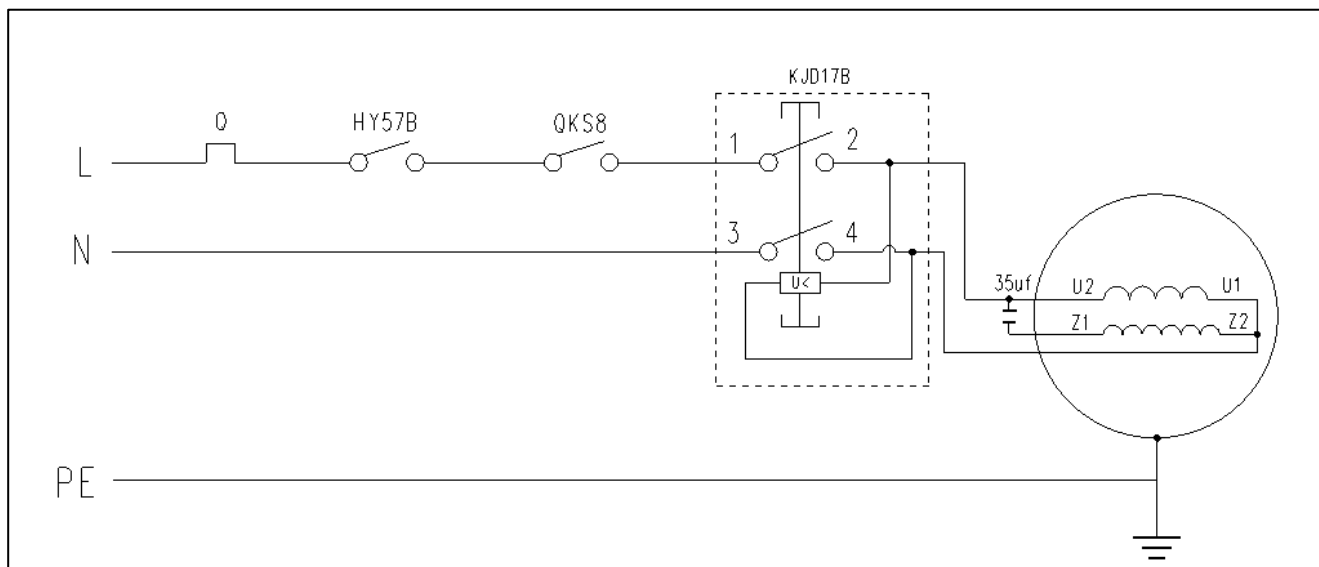 KJD17B
Q HY57B QKS8
L 1 2
N 3 4
U<
35uf U2 U1
Z1 Z2
PE